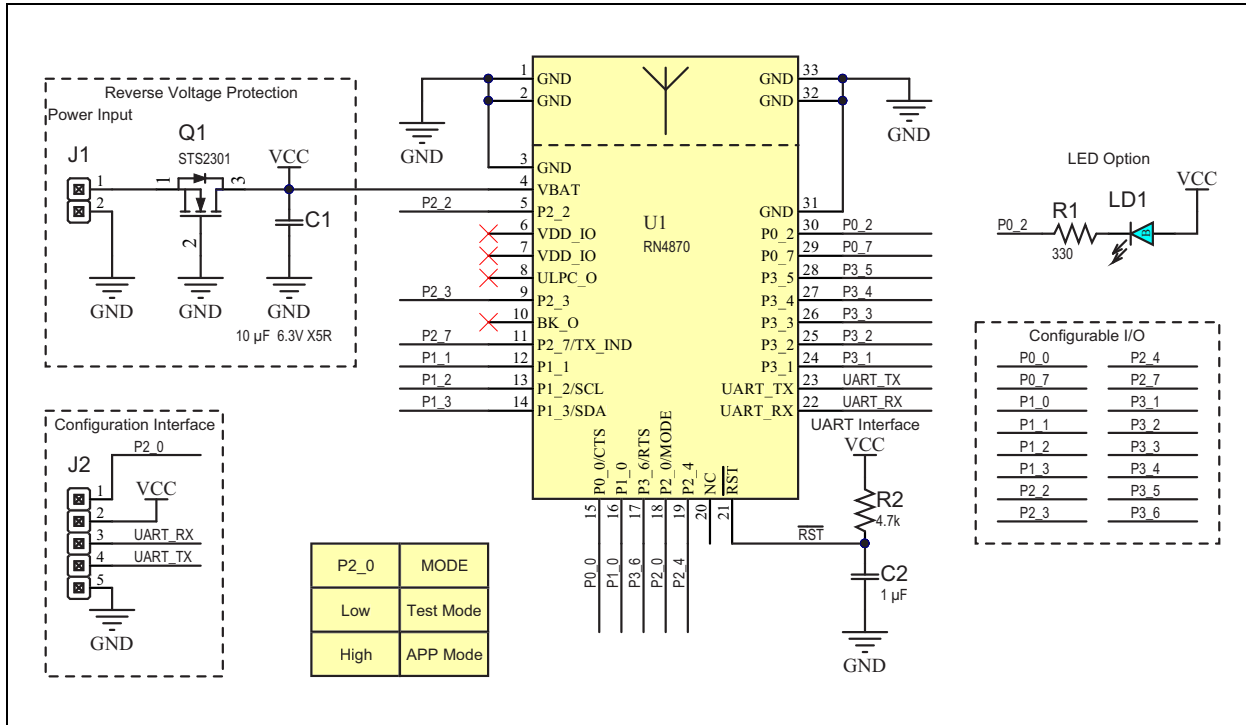 Reverse Voltage Protection
Power Input
J1
1
2
Q1
STS2301
1
3
2
VCC
C1
10 µF 6.3V X5R
GND
GND
GND
Configuration Interface
J2
P2_0
1
VCC
2
3 UART_RX
4 UART_TX
5
GND
P2_0 MODE
Low Test Mode
High APP Mode
GND
U1
RN4870
1 GND
2 GND
3 GND
4 VBAT
P2_2 5 P2_2
6 VDD_IO
7 VDD_IO
8 ULPC_O
P2_3 9 P2_3
10 BK_O
P2_7 11 P2_7/TX_IND
P1_1 12 P1_1
P1_2 13 P1_2/SCL
P1_3 14 P1_3/SDA
P0_0/CTS 15 P0_0
P1_0 16 P1_0
P3_6/RTS 17 P3_6
P2_0/MODE 18 P2_0
P2_4 19 P2_4
NC 20
RST 21
RST
GND 33
GND 32
GND
GND 31
P0_2 30 P0_2
P0_7 29 P0_7
P3_5 28 P3_5
P3_4 27 P3_4
P3_3 26 P3_3
P3_2 25 P3_2
P3_1 24 P3_1
UART_TX 23 UART_TX
UART_RX 22 UART_RX
UART Interface
VCC
R2
4.7k
C2
1 µF
GND
LED Option
P0_2
R1
330
LD1
B
VCC
Configurable I/O
P0_0 P2_4
P0_7 P2_7
P1_0 P3_1
P1_1 P3_2
P1_2 P3_3
P1_3 P3_4
P2_2 P3_5
P2_3 P3_6